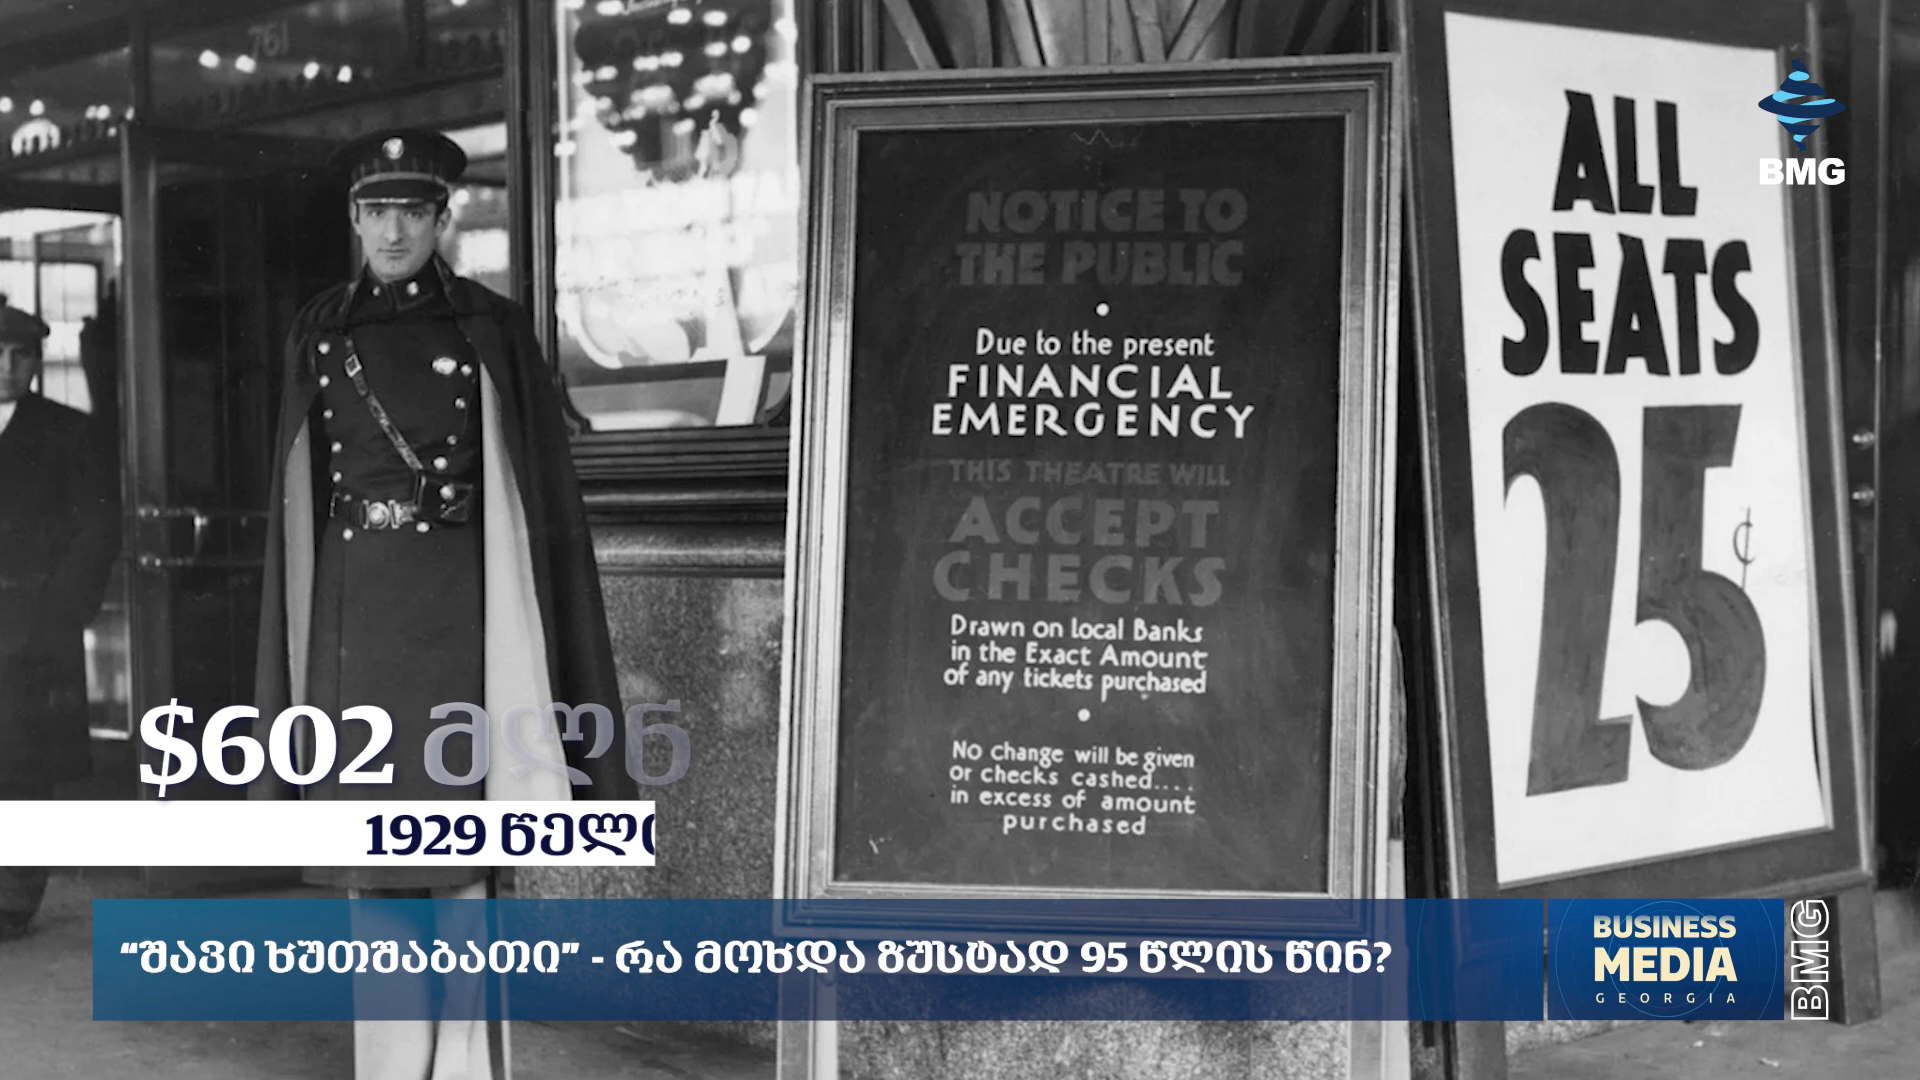 761
BMG
ALL
SEATS
25¢
NOTICE TO
THE PUBLIC
Due to the present
FINANCIAL
EMERGENCY
THIS THEATRE WILL
ACCEPT
CHECKS
Drawn on local Banks
in the Exact Amount
of any tickets purchased
No change will be given
or checks cashed....
in excess of amount
purchased
$602 მლნ
1929 წელი
“შავი ხუთშაბათი” - რა მოხდა ზუსტად 95 წლის წინ?
BUSINESS
MEDIA
GEORGIA
BMG